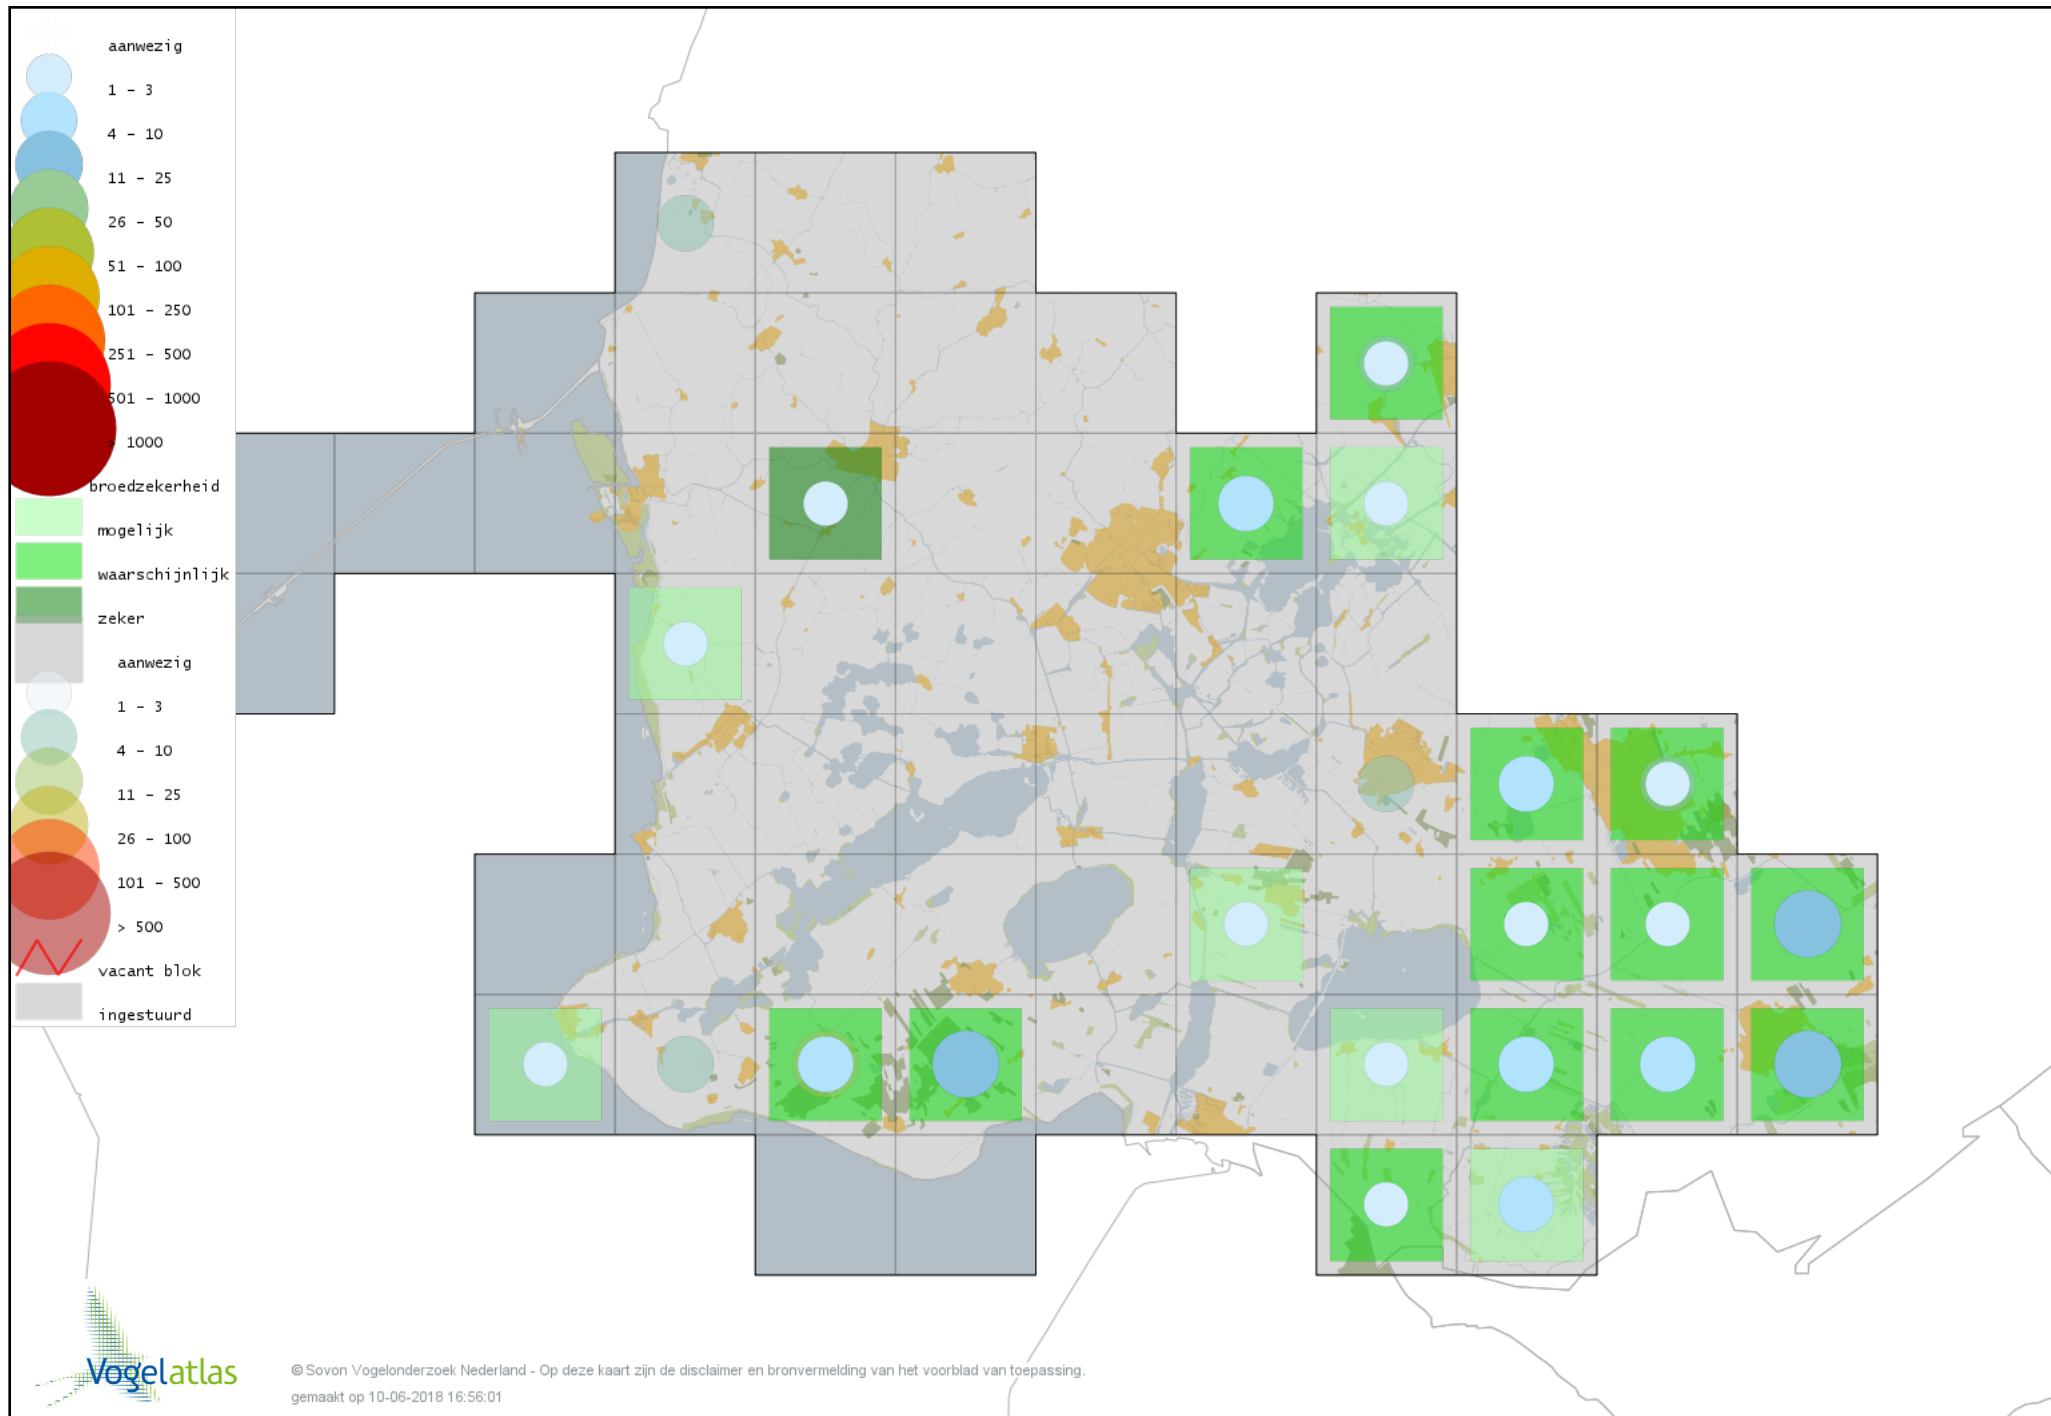 aanwezig
1 - 3
4 - 10
11 - 25
26 - 50
51 - 100
101 - 250
251 - 500
501 - 1000
> 1000
broedzekerheid
mogelijk
waarschijnlijk
zeker
aanwezig
1 - 3
4 - 10
11 - 25
26 - 100
101 - 500
> 500
vacant blok
ingestuurd
Vogelatlas
© Sovon Vogelonderzoek Nederland - Op deze kaart zijn de disclaimer en bronvermelding van het voorblad van toepassing.
gemaakt op 10-06-2018 16:56:01